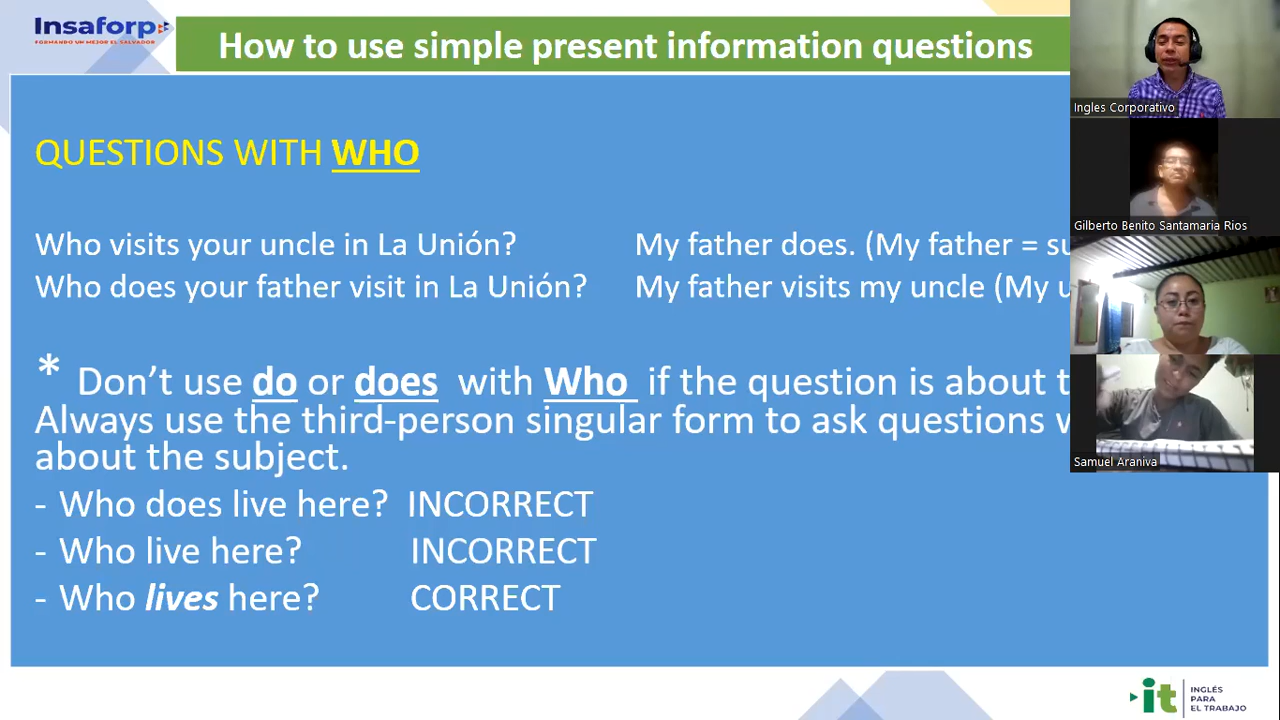 Insaforp
FORMANDO UN MEJOR EL SALVADOR
How to use simple present information questions
QUESTIONS WITH WHO
Who visits your uncle in La Unión? My father does. (My father =
Who does your father visit in La Unión? My father visits my uncle (My
* Don’t use do or does with Who if the question is about
Always use the third-person singular form to ask questions
about the subject.
- Who does live here? INCORRECT
- Who live here? INCORRECT
- Who lives here? CORRECT
Ingles Corporativo
Gilberto Benito Santamaria Rios
Samuel Araniva
it INGLÉS
PARA
EL TRABAJO